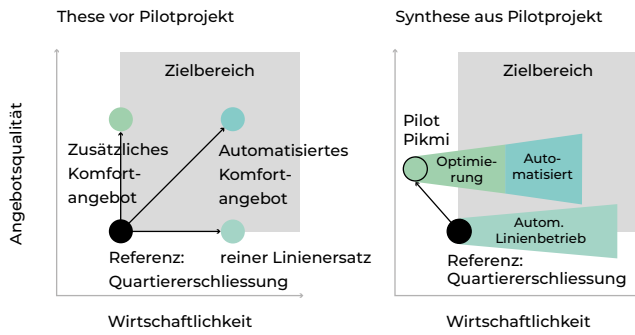 These vor Pilotprojekt
Zielbereich
Zusätzliches
Komfort-
angebot
Automatisiertes
Komfort-
angebot
Referenz:
Quartiererschliessung
reiner Linienersatz
Angebotsqualität
Wirtschaftlichkeit
Synthese aus Pilotprojekt
Zielbereich
Pilot
Pikmi
Optimie-
rung
Auto-
matisiert
Autom.
Linienbetrieb
Referenz:
Quartiererschliessung
Wirtschaftlichkeit